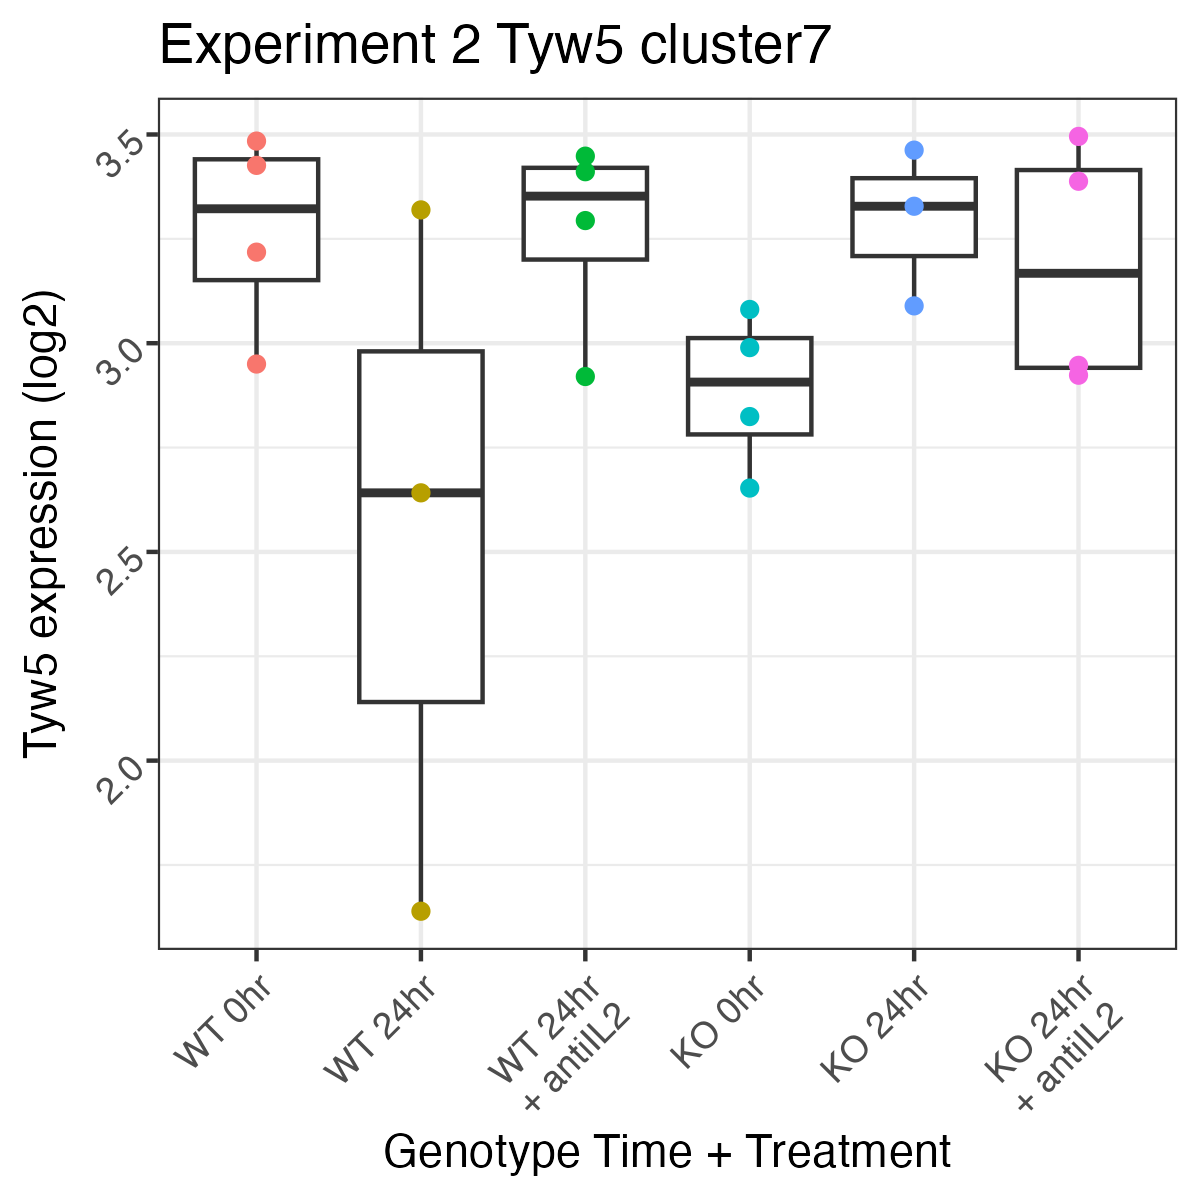 Experiment 2 Tyw5 cluster7
Tyw5 expression (log2)
3.5
3.0
2.5
2.0
WT 0hr
WT 24hr
WT 24hr
+ antiIL2
KO 0hr
KO 24hr
KO 24hr
+ antiIL2
Genotype Time + Treatment